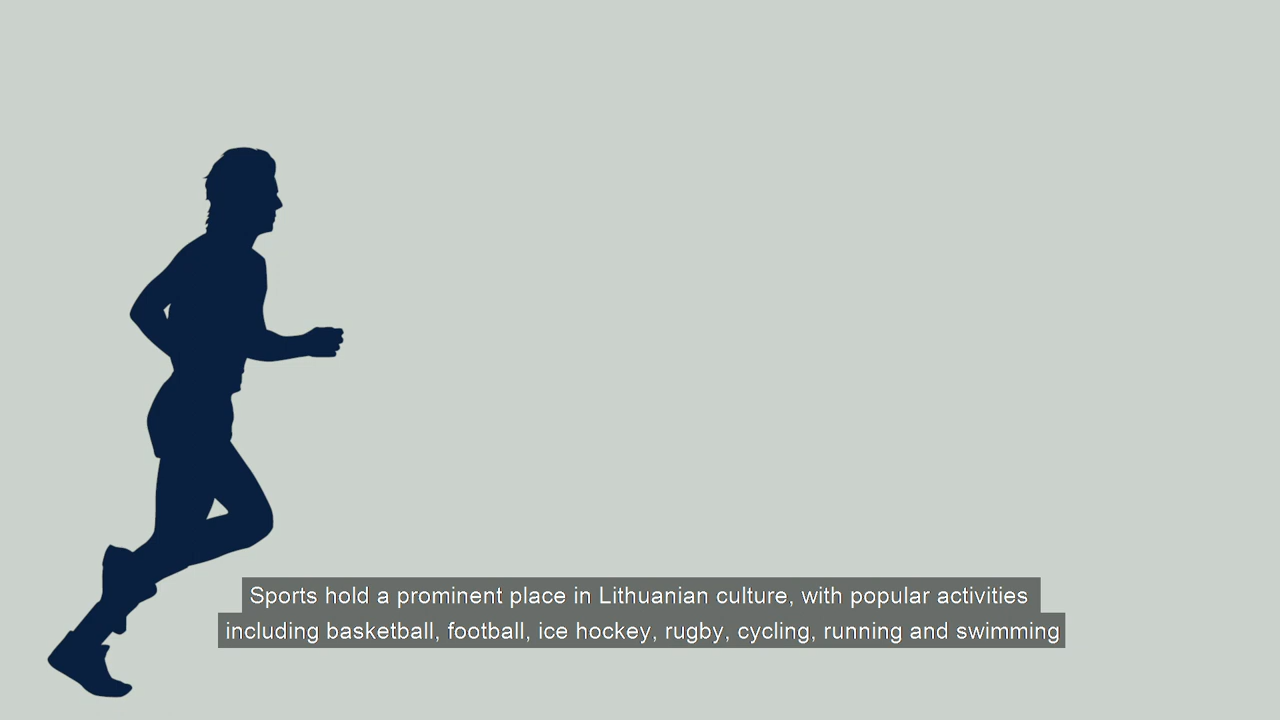 Sports hold a prominent place in Lithuanian culture, with popular activities
including basketball, football, ice hockey, rugby, cycling, running and swimming